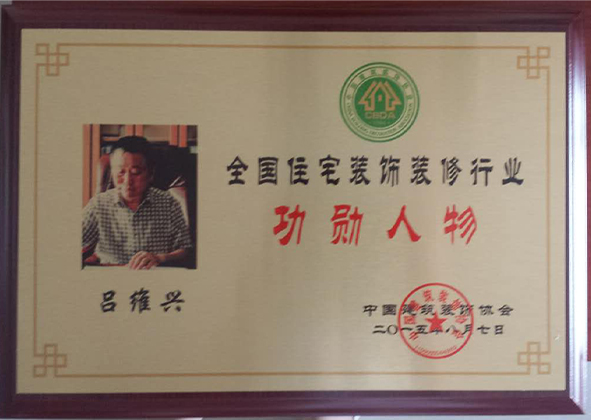 CBDA
全国住宅装饰装修行业
功勋人物
吕维兴
中国建筑装饰协会
二〇一五年八月七日